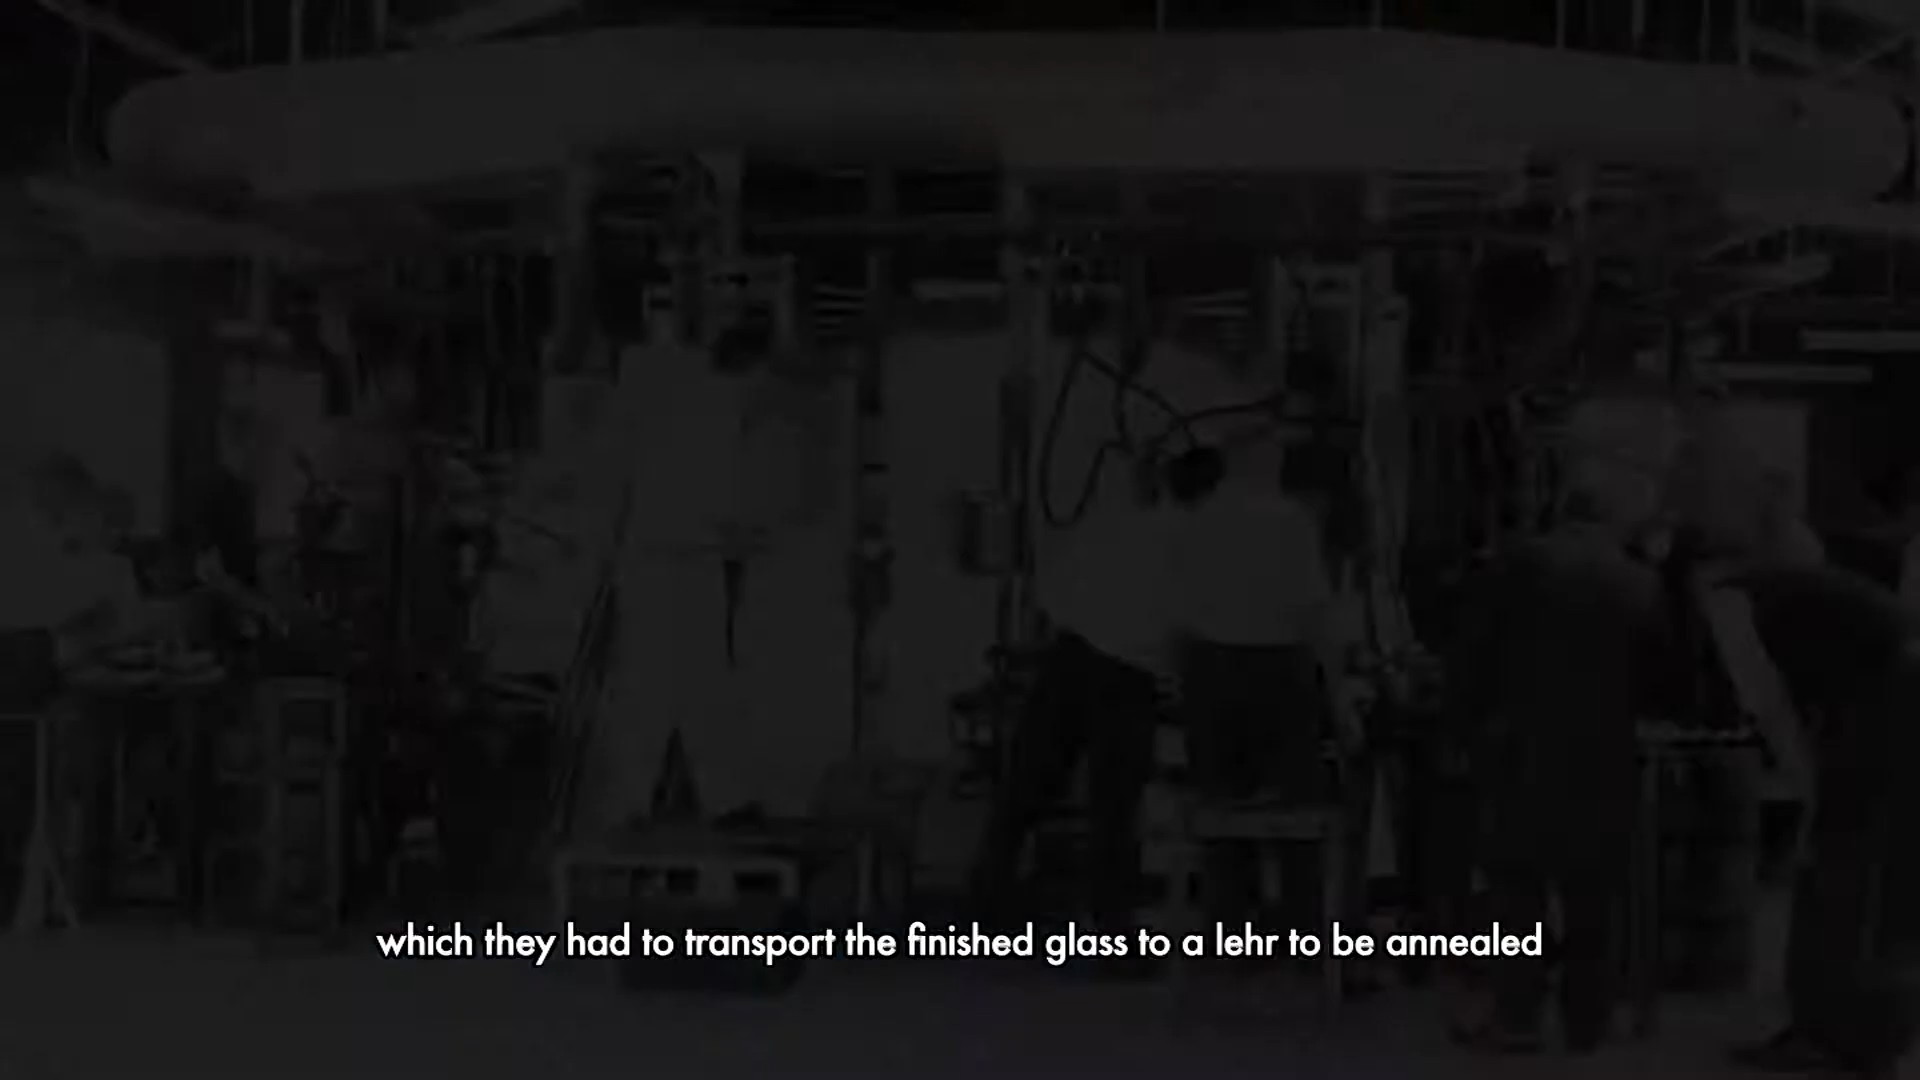 which they had to transport the finished glass to a lehr to be annealed